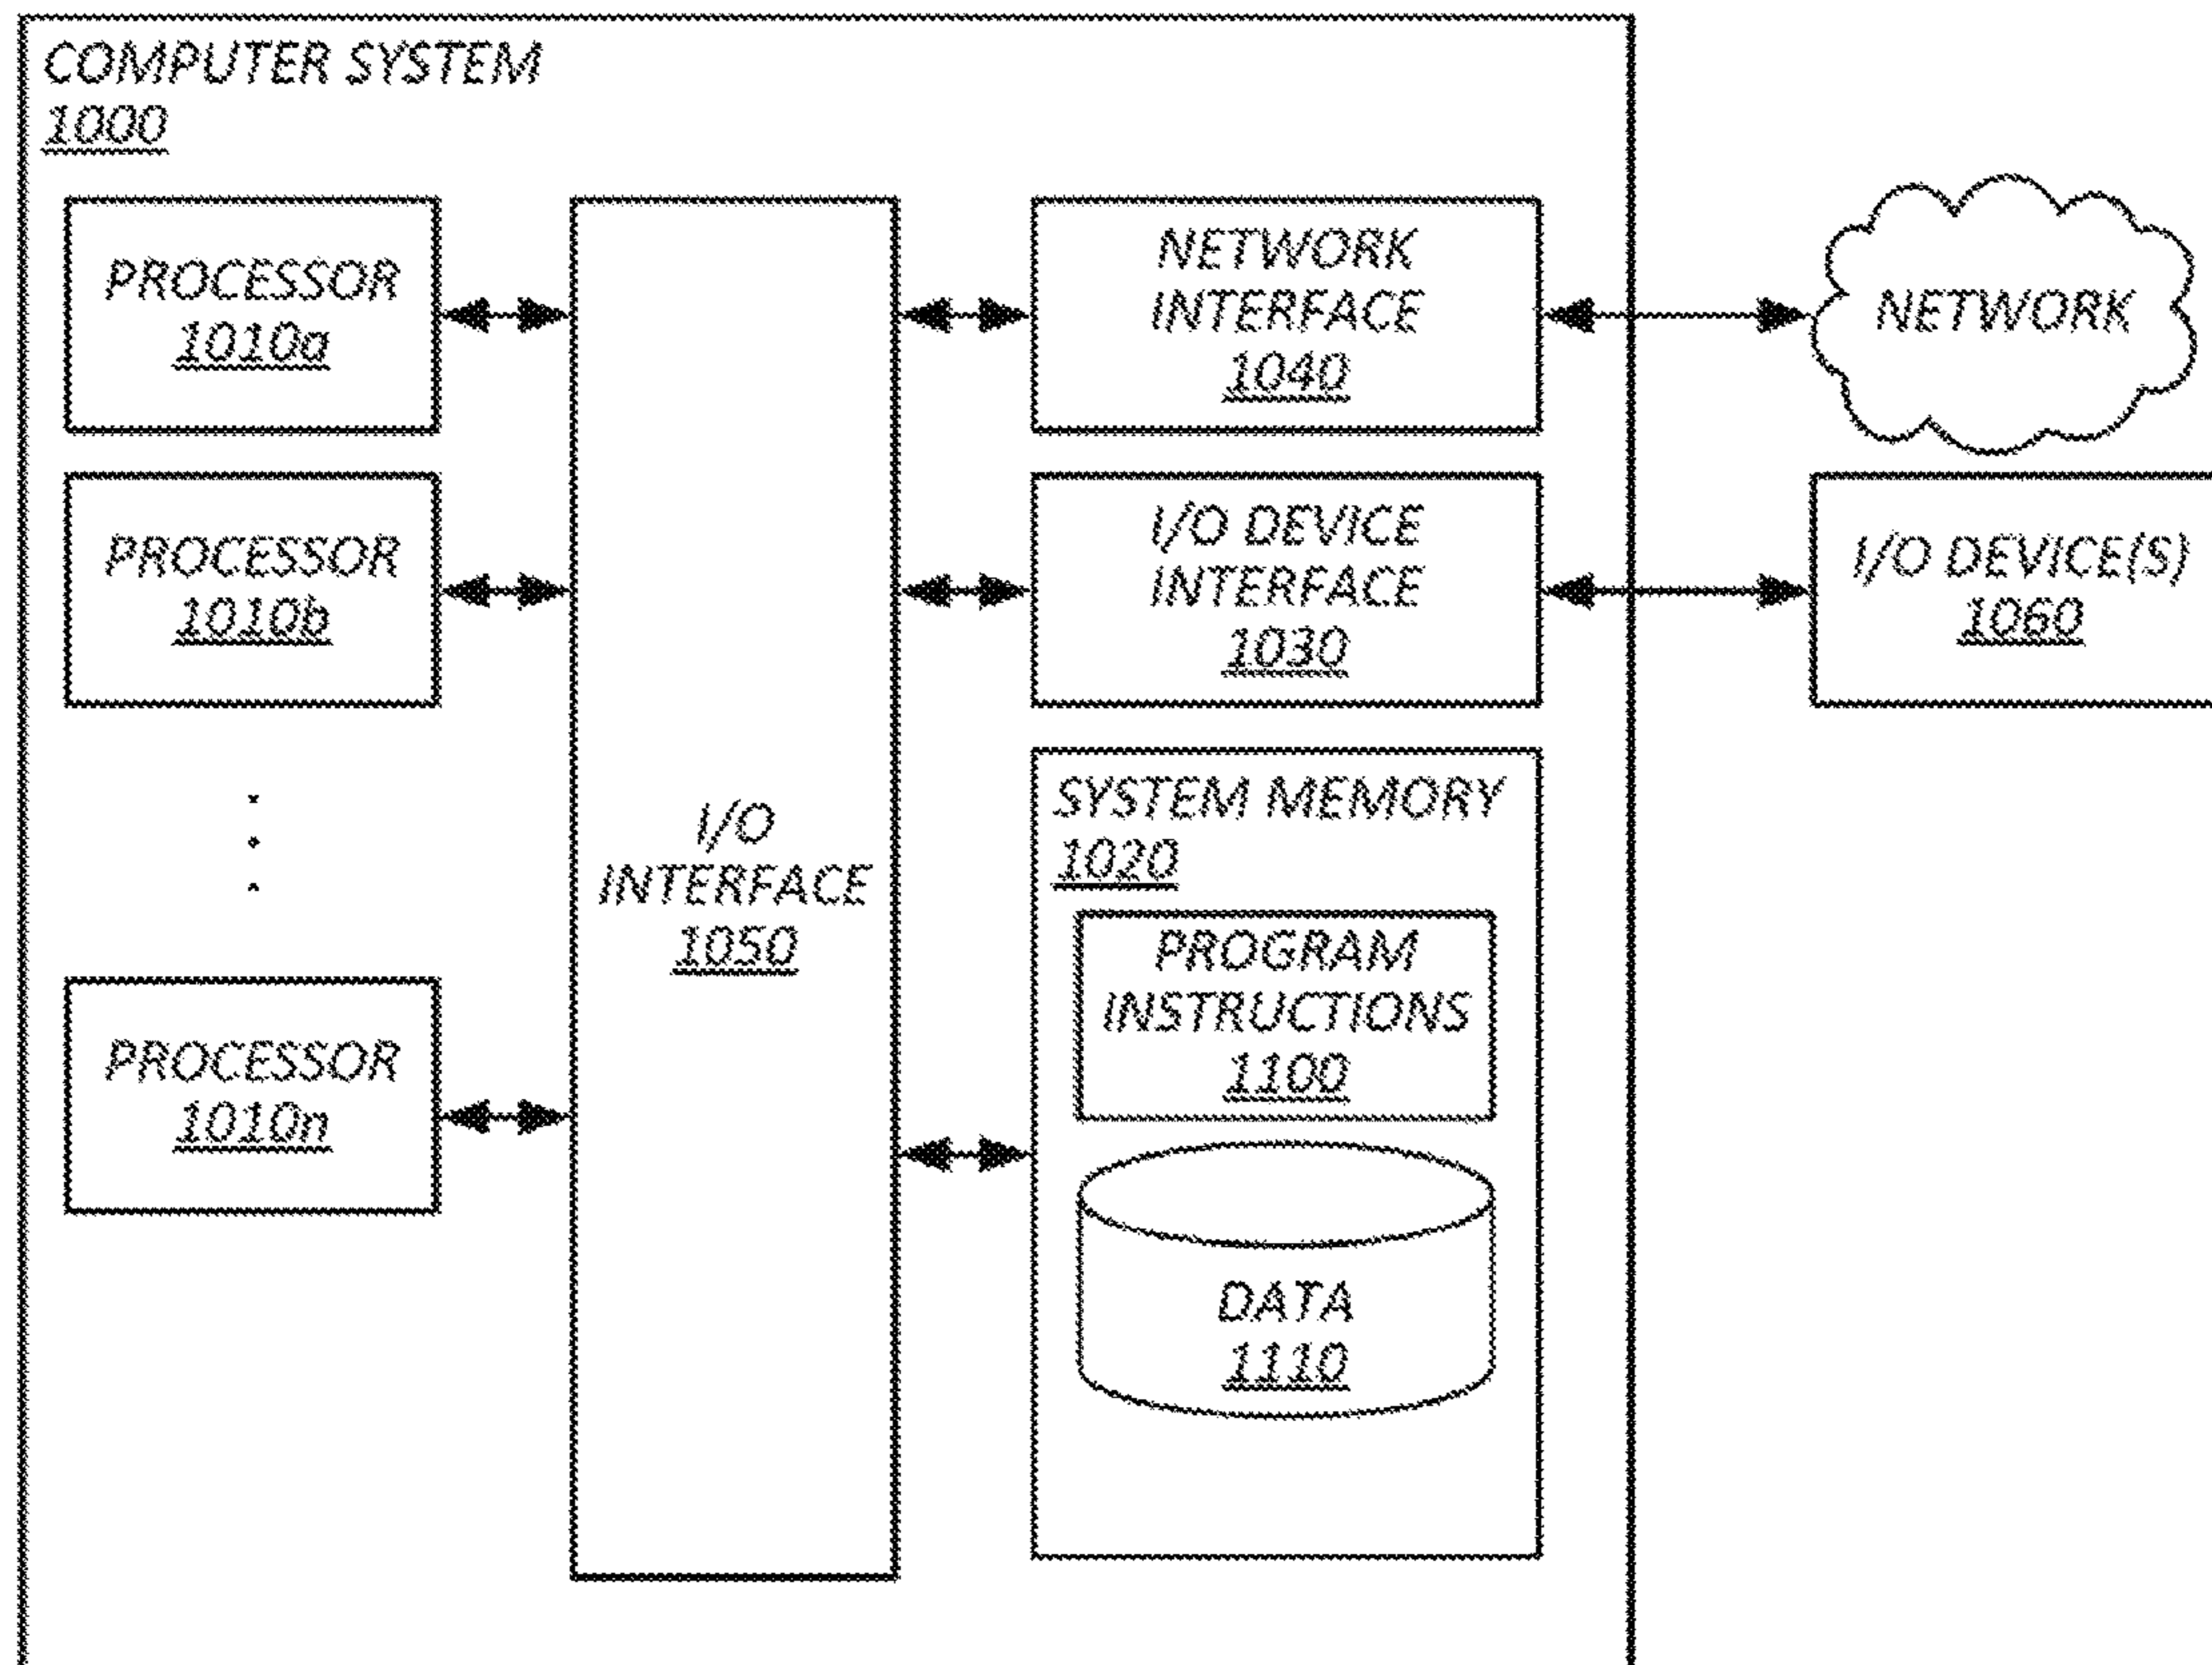 COMPUTER SYSTEM
1000
PROCESSOR
1010a
PROCESSOR
1010b
PROCESSOR
1010n
I/O
INTERFACE
1050
NETWORK
INTERFACE
1040
I/O DEVICE
INTERFACE
1030
SYSTEM MEMORY
1020
PROGRAM
INSTRUCTIONS
1100
DATA
1110
NETWORK
I/O DEVICE(S)
1060